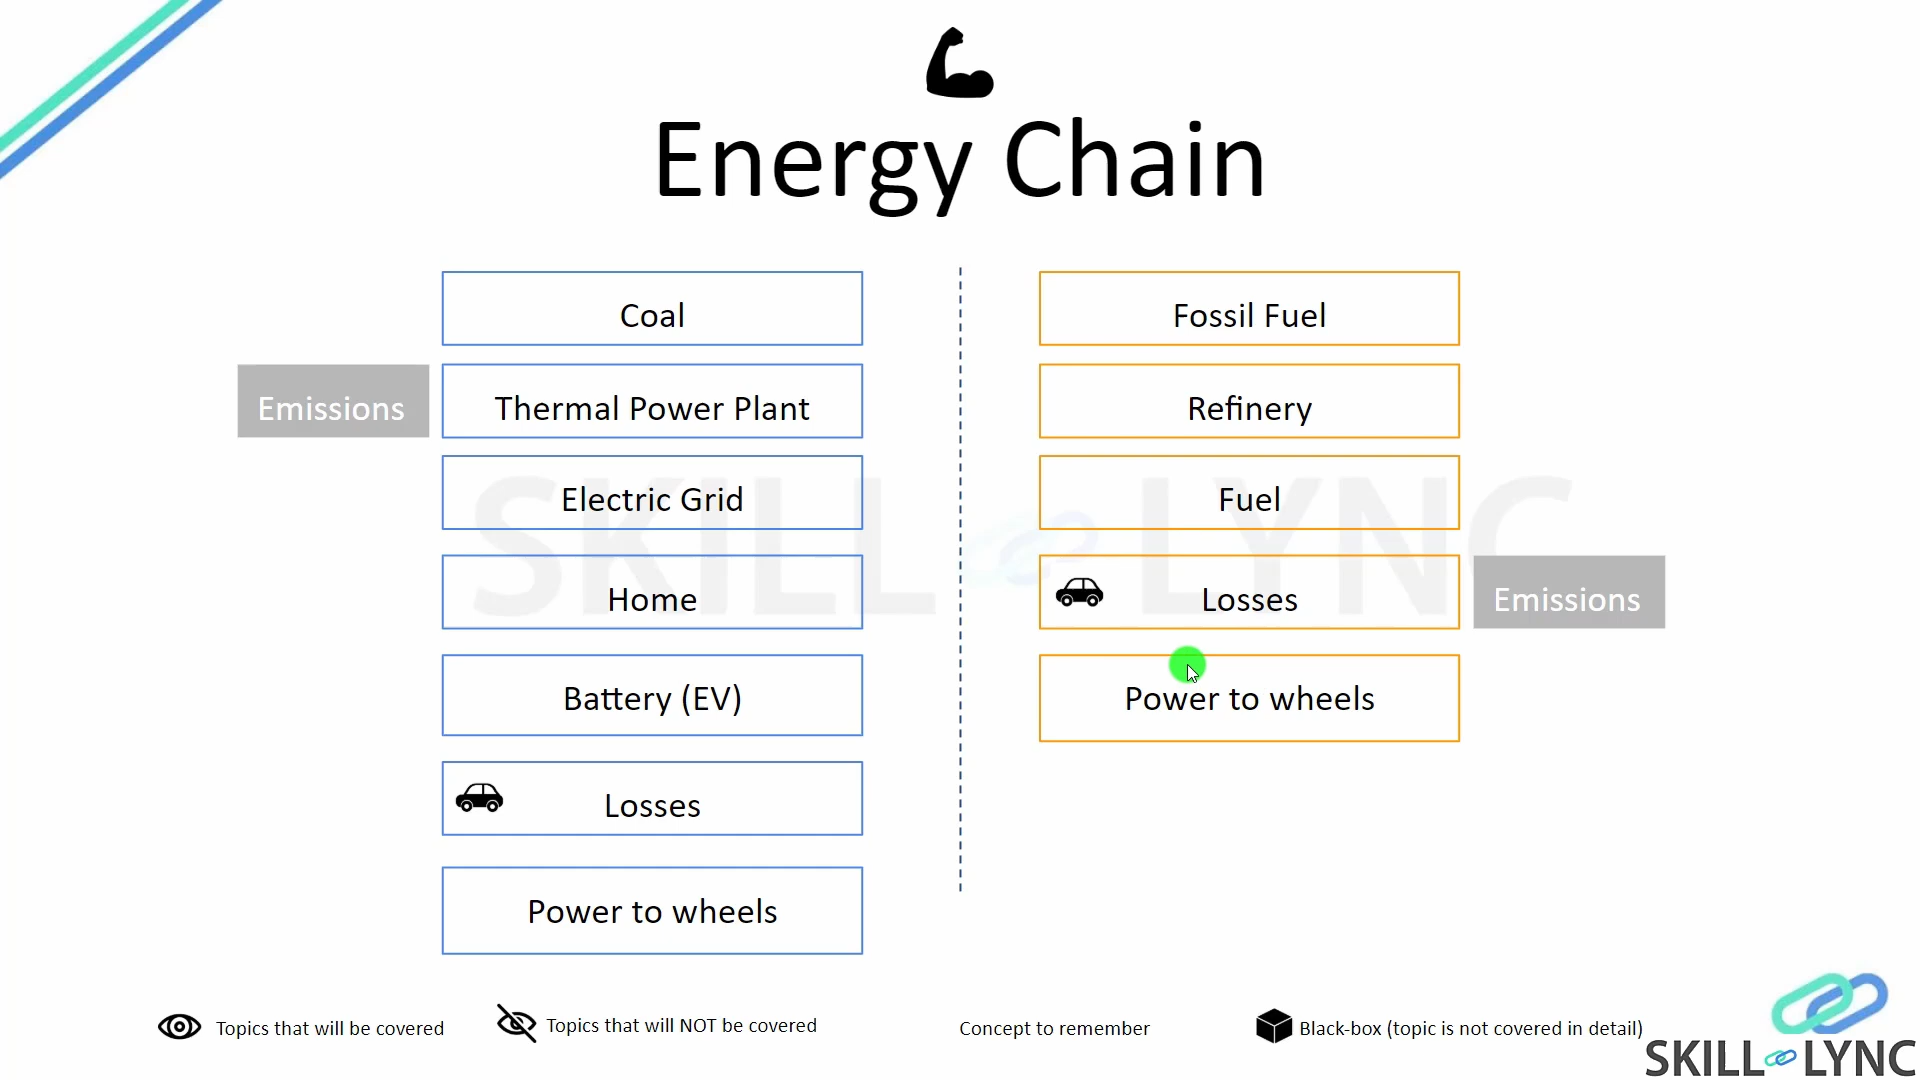 Energy Chain
Coal
Emissions
Thermal Power Plant
Electric Grid
Home
Battery (EV)
Losses
Power to wheels
Fossil Fuel
Refinery
Fuel
Losses
Emissions
Power to wheels
SKILL LYNC
Topics that will be covered
Topics that will NOT be covered
Concept to remember
Black-box (topic is not covered in detail)
SKILL LYNC